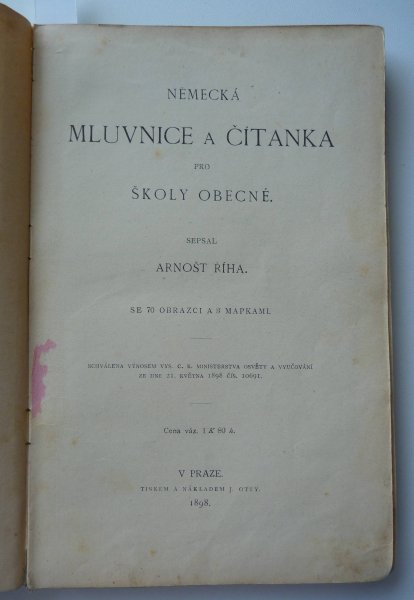 NĚMECKÁ
MLUVNICE A ČÍTANKA
PRO
ŠKOLY OBECNÉ.
SEPSAL
ARNOŠT ŘÍHA.
SE 70 OBRAZCI A 3 MAPKAMI.
SCHVÁLENA VÝNOSEM VYS. C. K. MINISTERSTVA OSVĚTY A VYUČOVÁNÍ
ZE DNE 21. KVĚTNA 1898 ČÍS. 10691.
Cena váz. 1 K 80 h.
V PRAZE.
TISKEM A NÁKLADEM J. OTTY.
1898.